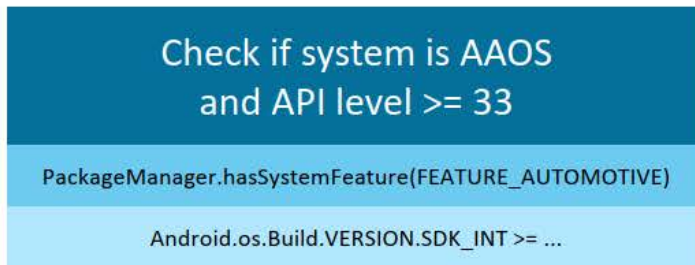 Check if system is AAOS
and API level >= 33
PackageManager.hasSystemFeature(FEATURE_AUTOMOTIVE)
Android.os.Build.VERSION.SDK_INT >= ...